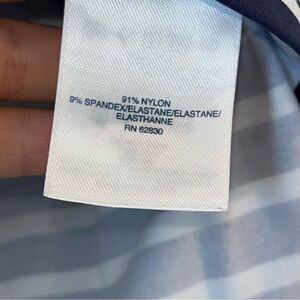 91% NYLON
9% SPANDEX/ELASTANE/ELASTANE/
ELASTHANNE
RN 62830